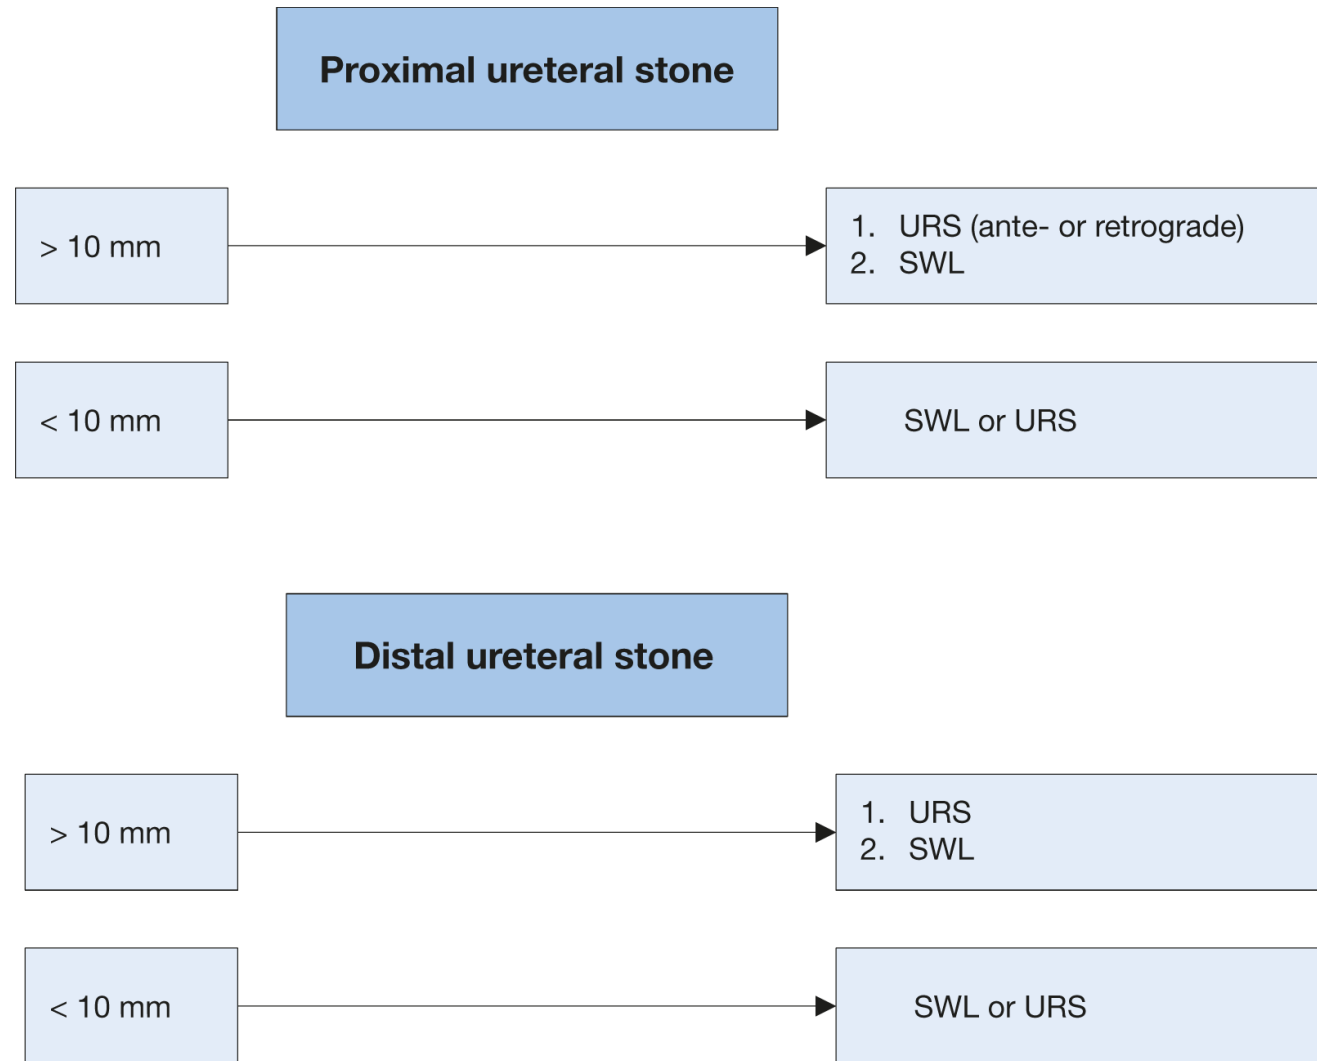 Proximal ureteral stone
> 10 mm
1. URS (ante- or retrograde)
2. SWL
< 10 mm
SWL or URS
Distal ureteral stone
> 10 mm
1. URS
2. SWL
< 10 mm
SWL or URS